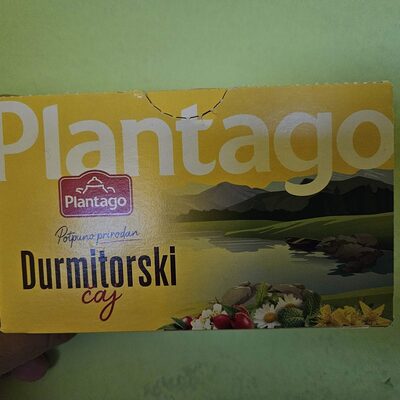 Plantago
Plantago
Potpuno prirodan
Durmitorski
čaj